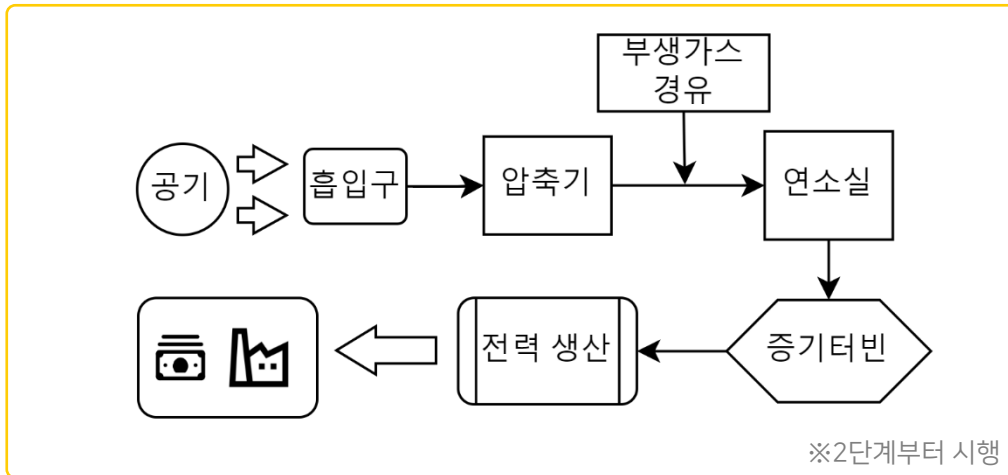 부생가스
경유
공기
흡입구
압축기
연소실
전력 생산
증기터빈
※2단계부터 시행